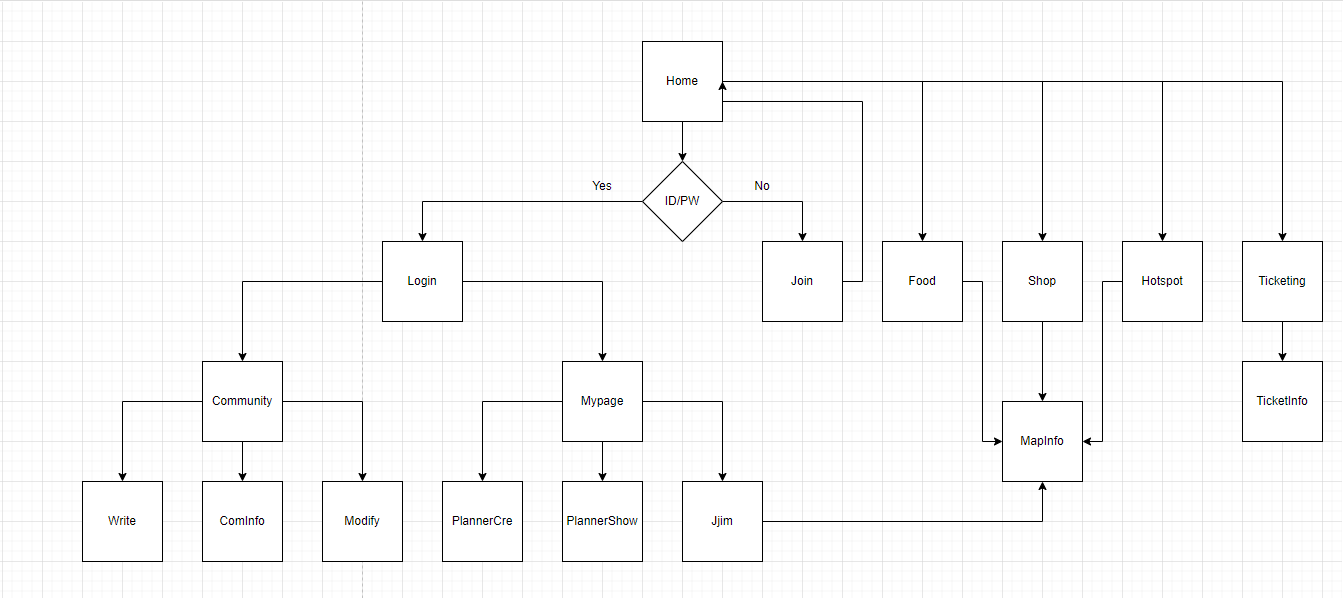 Home
Yes
ID/PW
No
Login
Join
Food
Shop
Hotspot
Ticketing
Community
Mypage
MapInfo
TicketInfo
Write
ComInfo
Modify
PlannerCre
PlannerShow
Jjim